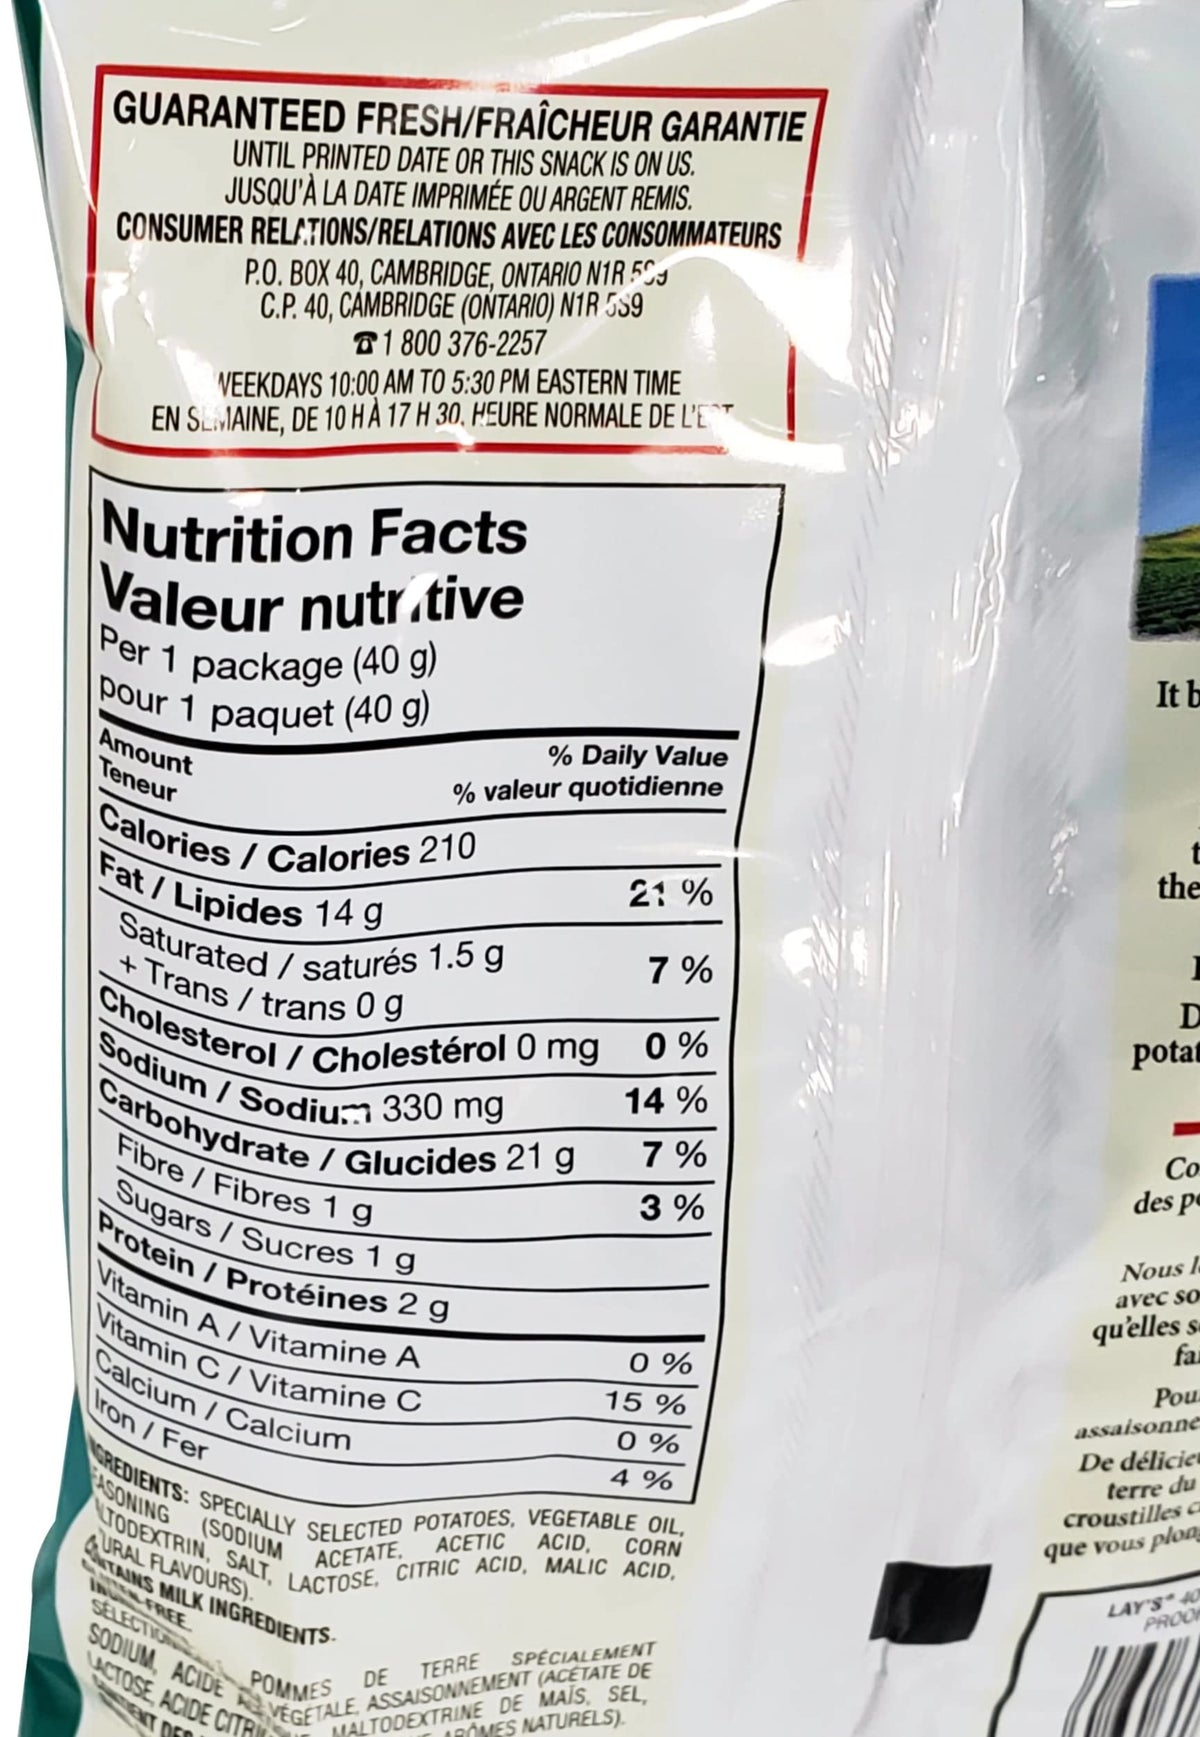 GUARANTEED FRESH/FRAÎCHEUR GARANTIE
UNTIL PRINTED DATE OR THIS SNACK IS ON US.
JUSQU'À LA DATE IMPRIMÉE OU ARGENT REMIS.
CONSUMER RELATIONS/RELATIONS AVEC LES CONSOMMATEURS
P.O. BOX 40, CAMBRIDGE, ONTARIO N1R 5S9
C.P. 40, CAMBRIDGE (ONTARIO) N1R 5S9
☎ 1 800 376-2257
WEEKDAYS 10:00 AM TO 5:30 PM EASTERN TIME
EN SEMAINE, DE 10 H À 17 H 30, HEURE NORMALE DE L'EST
Nutrition Facts
Valeur nutritive
Per 1 package (40 g)
pour 1 paquet (40 g)
Amount % Daily Value
Teneur % valeur quotidienne
Calories / Calories 210
Fat / Lipides 14 g 21 %
Saturated / saturés 1.5 g 7 %
+ Trans / trans 0 g
Cholesterol / Cholestérol 0 mg 0 %
Sodium / Sodium 330 mg 14 %
Carbohydrate / Glucides 21 g 7 %
Fibre / Fibres 1 g 3 %
Sugars / Sucres 1 g
Protein / Protéines 2 g
Vitamin A / Vitamine A 0 %
Vitamin C / Vitamine C 15 %
Calcium / Calcium 0 %
Iron / Fer 4 %
INGREDIENTS: SPECIALLY SELECTED POTATOES, VEGETABLE OIL,
SEASONING (SODIUM ACETATE, ACETIC ACID, CORN
MALTODEXTRIN, SALT, LACTOSE, CITRIC ACID, MALIC ACID,
NATURAL FLAVOURS).
CONTAINS MILK INGREDIENTS.
GLUTEN-FREE.
POMMES DE TERRE SPÉCIALEMENT
VÉGÉTALE, ASSAISONNEMENT (ACÉTATE DE
SODIUM, ACIDE MALTODEXTRINE DE MAÏS, SEL,
LACTOSE, ACIDE ARÔMES NATURELS).
It b
t
the
D
potat
Co
des p
Nous l
avec so
qu'elles s
fa
Pou
assaisonne
De délicie
terre du
croustilles c
que vous plon
LAY'S 40
PROO